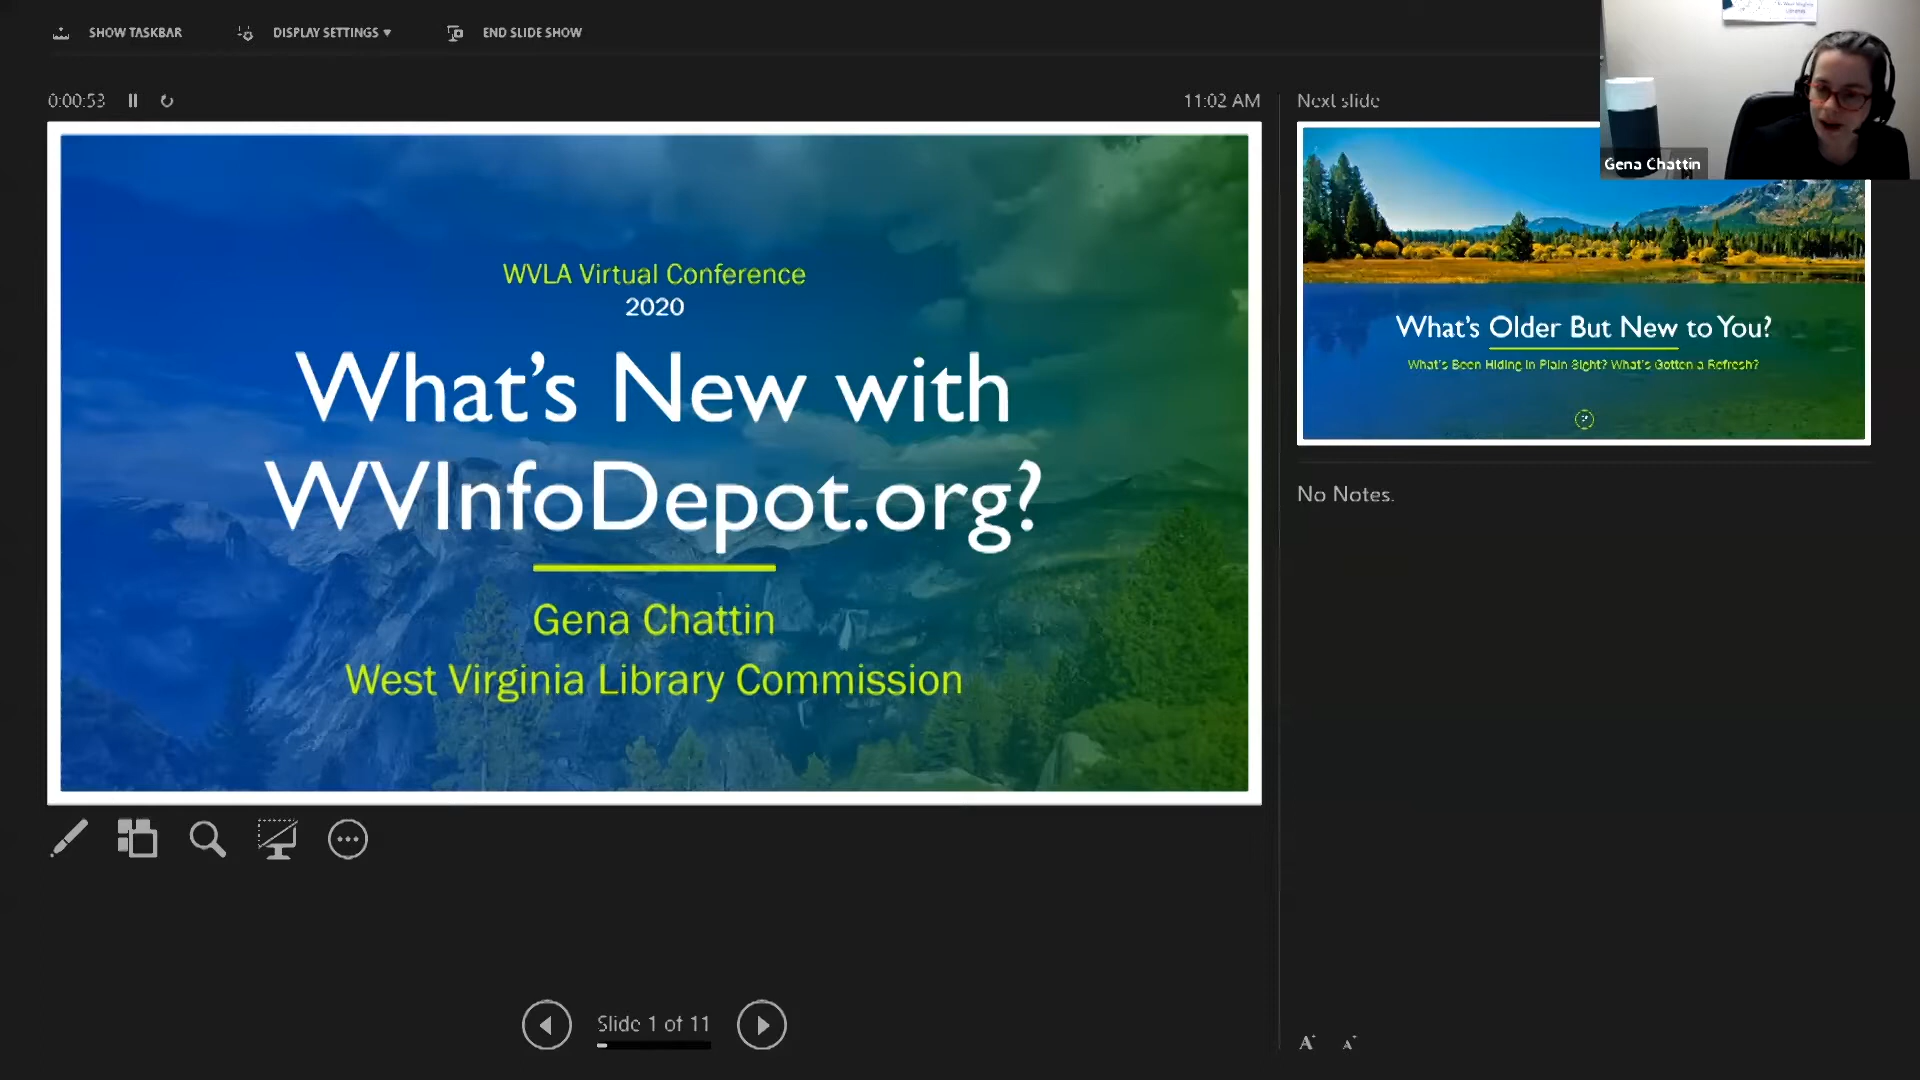 SHOW TASKBAR
DISPLAY SETTINGS ▾
END SLIDE SHOW
0:00:53
11:02 AM
Next slide
WVLA Virtual Conference
2020
What's New with
WVInfoDepot.org?
Gena Chattin
West Virginia Library Commission
Gena Chattin
What's Older But New to You?
What's Been Hiding in Plain Sight? What's Gotten a Refresh?
No Notes.
Slide 1 of 11
A
A